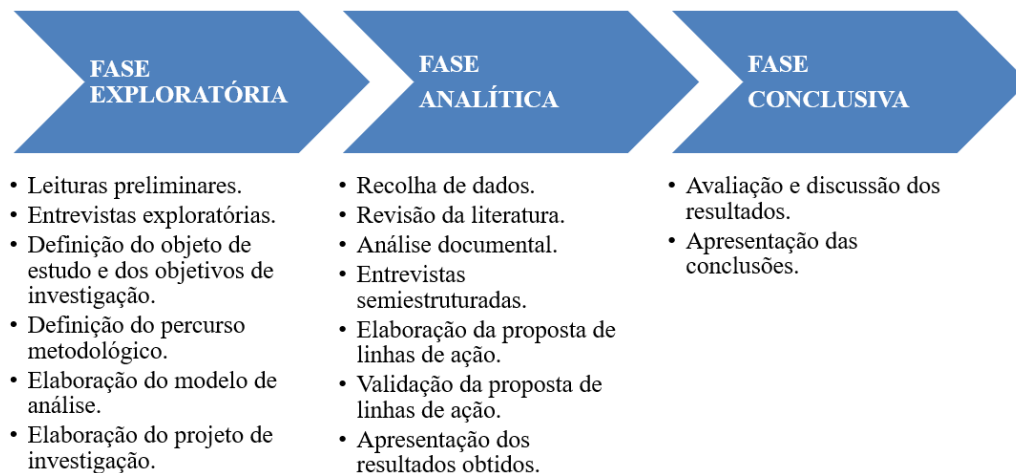 FASE
EXPLORATÓRIA
• Leituras preliminares.
• Entrevistas exploratórias.
• Definição do objeto de
estudo e dos objetivos de
investigação.
• Definição do percurso
metodológico.
• Elaboração do modelo de
análise.
• Elaboração do projeto de
investigação.
FASE
ANALÍTICA
• Recolha de dados.
• Revisão da literatura.
• Análise documental.
• Entrevistas
semiestruturadas.
• Elaboração da proposta de
linhas de ação.
• Validação da proposta de
linhas de ação.
• Apresentação dos
resultados obtidos.
FASE
CONCLUSIVA
• Avaliação e discussão dos
resultados.
• Apresentação das
conclusões.